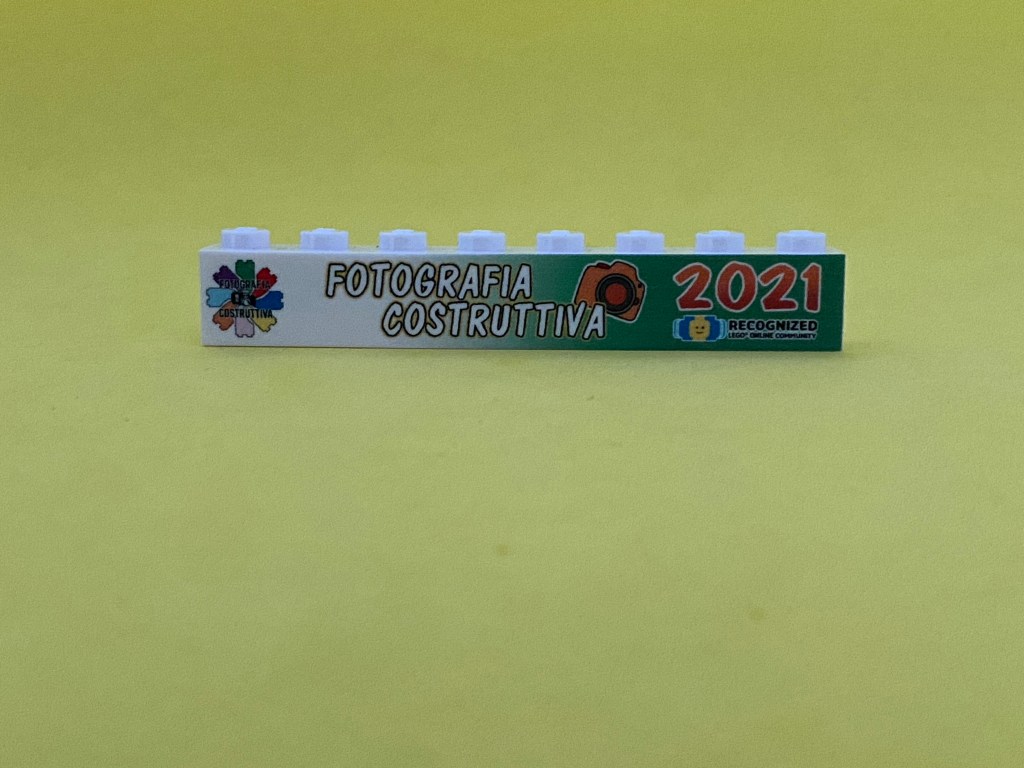 FOTOGRAFIA
COSTRUTTIVA
FOTOGRAFIA
COSTRUTTIVA
2021
RECOGNIZED
LEGO® ONLINE COMMUNITY